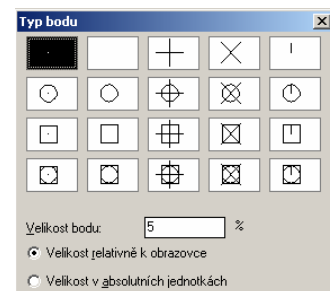 Typ bodu
Velikost bodu: 5 %
Velikost relativně k obrazovce
Velikost v absolutních jednotkách